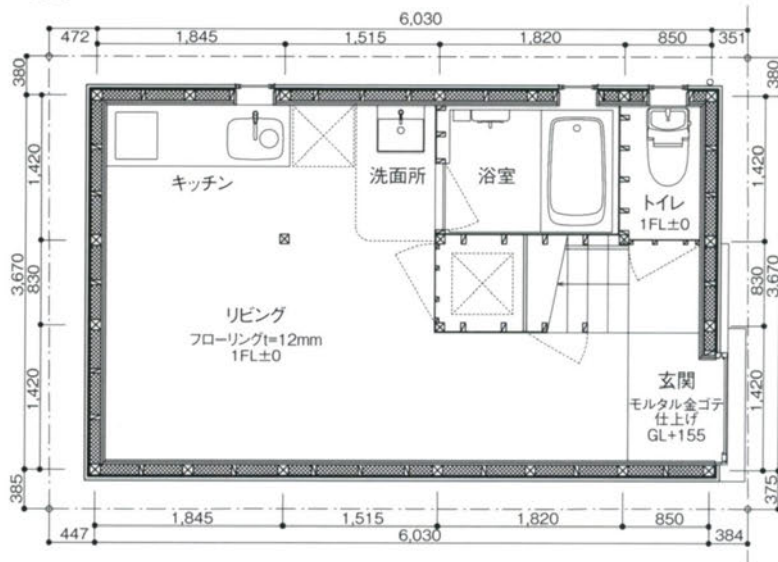 6,030
472 1,845 1,515 1,820 850 351
380 380
キッチン 洗面所 浴室 トイレ
1FL±0
1,420 1,420
3,670 830 830 3,670
リビング
フローリングt=12mm
1FL±0
玄関
モルタル金ゴテ
仕上げ
GL+155
1,420 1,420
385 375
1,845 1,515 1,820 850
447 6,030 384